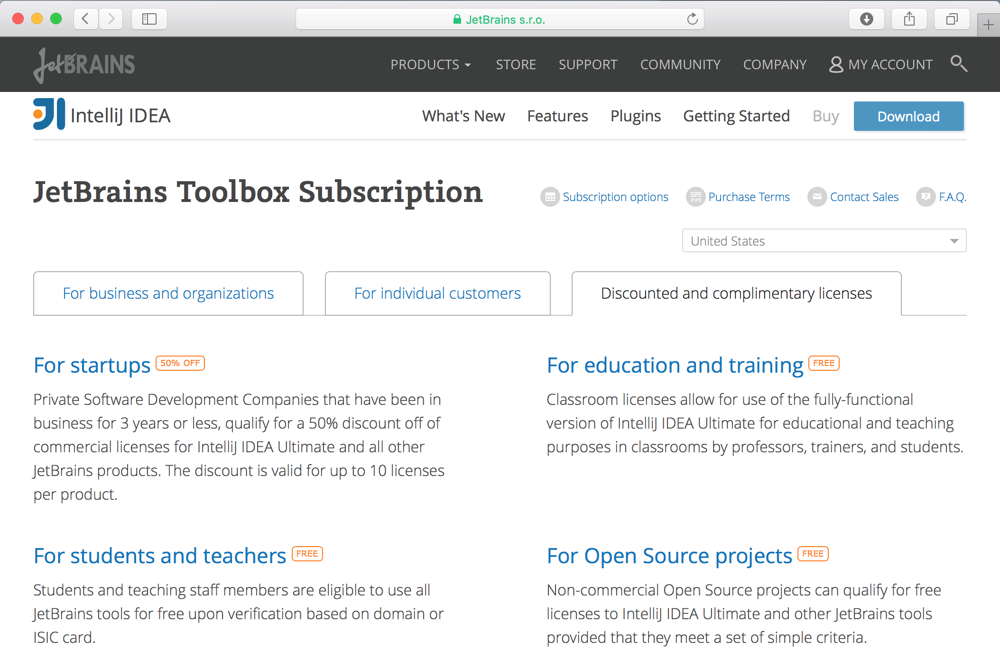 JetBrains s.r.o.
JetBRAINS
PRODUCTS STORE SUPPORT COMMUNITY COMPANY MY ACCOUNT
IntelliJ IDEA
What's New Features Plugins Getting Started Buy Download
JetBrains Toolbox Subscription
Subscription options Purchase Terms Contact Sales F.A.Q.
United States
For business and organizations For individual customers Discounted and complimentary licenses
For startups 50% OFF
Private Software Development Companies that have been in
business for 3 years or less, qualify for a 50% discount off of
commercial licenses for IntelliJ IDEA Ultimate and all other
JetBrains products. The discount is valid for up to 10 licenses
per product.
For education and training FREE
Classroom licenses allow for use of the fully-functional
version of IntelliJ IDEA Ultimate for educational and teaching
purposes in classrooms by professors, trainers, and students.
For students and teachers FREE
Students and teaching staff members are eligible to use all
JetBrains tools for free upon verification based on domain or
ISIC card.
For Open Source projects FREE
Non-commercial Open Source projects can qualify for free
licenses to IntelliJ IDEA Ultimate and other JetBrains tools
provided that they meet a set of simple criteria.